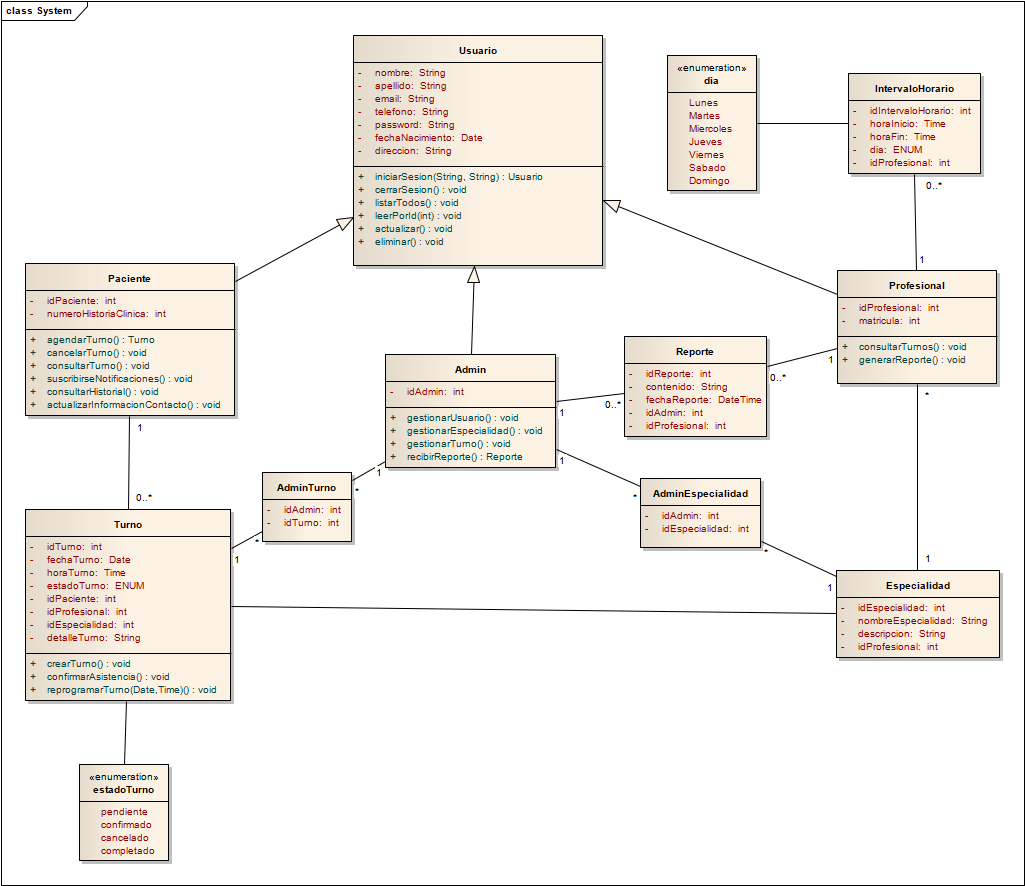 class System
Usuario
- nombre: String
- apellido: String
- email: String
- telefono: String
- password: String
- fechaNacimiento: Date
- direccion: String
+ iniciarSesion(String, String) : Usuario
+ cerrarSesion() : void
+ listarTodos() : void
+ leerPorId(int) : void
+ actualizar() : void
+ eliminar() : void
«enumeration»
dia
Lunes
Martes
Miercoles
Jueves
Viernes
Sabado
Domingo
IntervaloHorario
- idIntervaloHorario: int
- horaInicio: Time
- horaFin: Time
- dia: ENUM
- idProfesional: int
0..*
1
Paciente
- idPaciente: int
- numeroHistoriaClinica: int
+ agendarTurno() : Turno
+ cancelarTurno() : void
+ consultarTurno() : void
+ suscribirseNotificaciones() : void
+ consultarHistorial() : void
+ actualizarInformacionContacto() : void
1
0..*
Profesional
- idProfesional: int
- matricula: int
+ consultarTurnos() : void
+ generarReporte() : void
1
*
Reporte
- idReporte: int
- contenido: String
- fechaReporte: DateTime
- idAdmin: int
- idProfesional: int
0..*
0..*
Admin
- idAdmin: int
+ gestionarUsuario() : void
+ gestionarEspecialidad() : void
+ gestionarTurno() : void
+ recibirReporte() : Reporte
1
1
1
AdminTurno
- idAdmin: int
- idTurno: int
*
*
AdminEspecialidad
- idAdmin: int
- idEspecialidad: int
*
*
Turno
- idTurno: int
- fechaTurno: Date
- horaTurno: Time
- estadoTurno: ENUM
- idPaciente: int
- idProfesional: int
- idEspecialidad: int
- detalleTurno: String
+ crearTurno() : void
+ confirmarAsistencia() : void
+ reprogramarTurno(Date,Time)() : void
1
Especialidad
- idEspecialidad: int
- nombreEspecialidad: String
- descripcion: String
- idProfesional: int
1
1
«enumeration»
estadoTurno
pendiente
confirmado
cancelado
completado